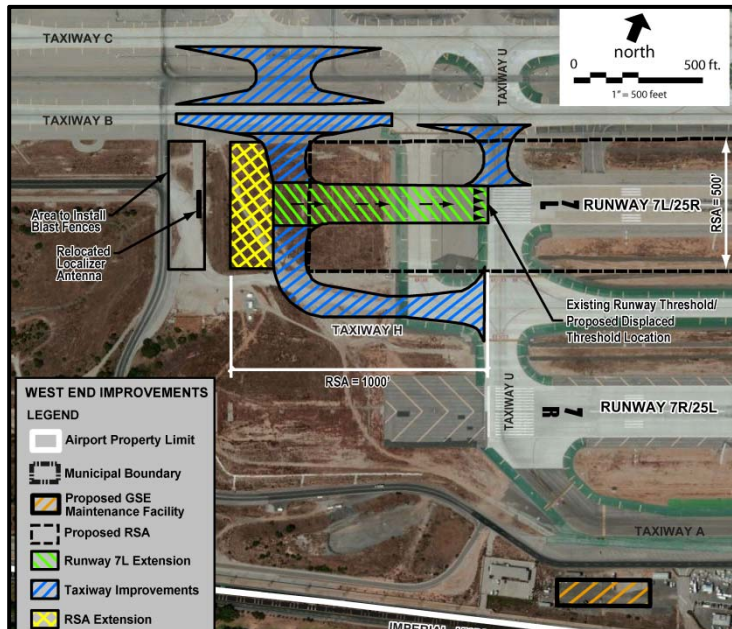 TAXIWAY C
TAXIWAY U
north
0 500 ft.
1" = 500 feet
TAXIWAY B
Area to Install
Blast Fences
Relocated
Localizer
Antenna
7
L
RUNWAY 7L/25R
RSA = 500'
Existing Runway Threshold/
Proposed Displaced
Threshold Location
TAXIWAY H
RSA = 1000'
TAXIWAY U
7
R
RUNWAY 7R/25L
TAXIWAY A
WEST END IMPROVEMENTS
LEGEND
Airport Property Limit
Municipal Boundary
Proposed GSE
Maintenance Facility
Proposed RSA
Runway 7L Extension
Taxiway Improvements
RSA Extension
IMPERIAL